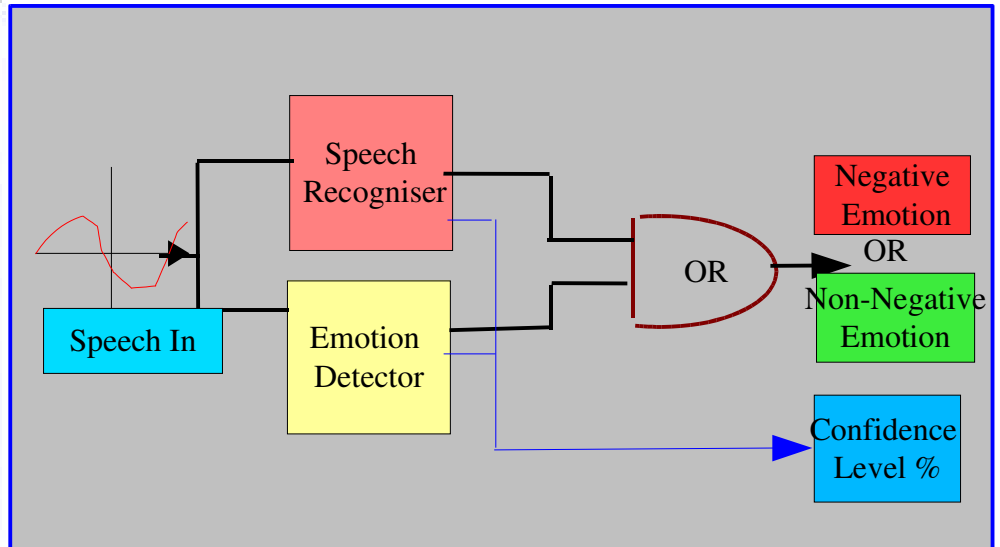 Speech
Recogniser
Speech In
Emotion
Detector
OR
Negative
Emotion
OR
Non-Negative
Emotion
Confidence
Level %